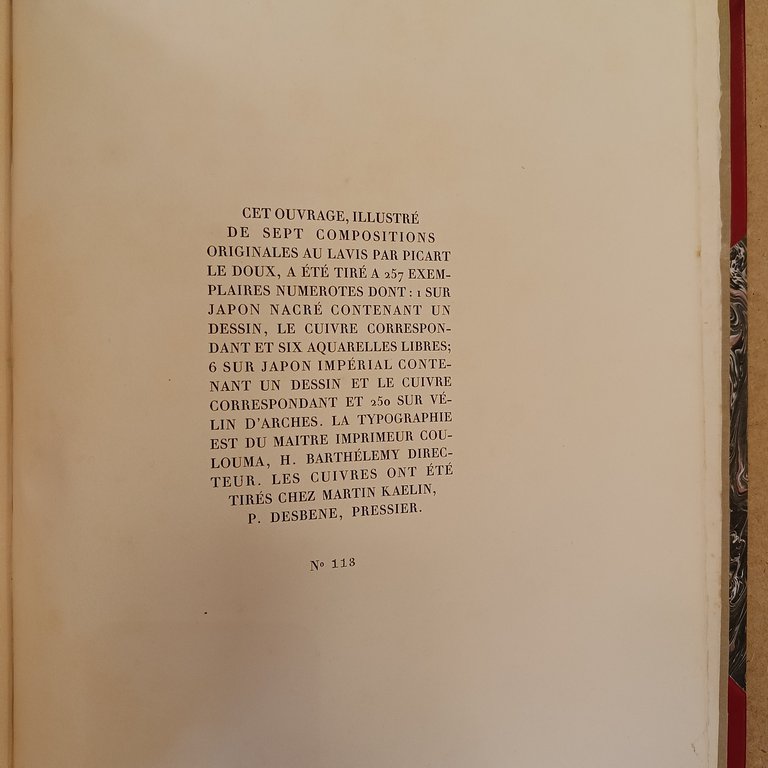 CET OUVRAGE, ILLUSTRÉ
DE SEPT COMPOSITIONS
ORIGINALES AU LAVIS PAR PICART
LE DOUX, A ÉTÉ TIRÉ A 257 EXEM-
PLAIRES NUMEROTES DONT : 1 SUR
JAPON NACRÉ CONTENANT UN
DESSIN, LE CUIVRE CORRESPON-
DANT ET SIX AQUARELLES LIBRES;
6 SUR JAPON IMPÉRIAL CONTE-
NANT UN DESSIN ET LE CUIVRE
CORRESPONDANT ET 250 SUR VÉ-
LIN D'ARCHES. LA TYPOGRAPHIE
EST DU MAITRE IMPRIMEUR COU-
LOUMA, H. BARTHÉLEMY DIREC-
TEUR. LES CUIVRES ONT ÉTÉ
TIRÉS CHEZ MARTIN KAELIN,
P. DESBENE, PRESSIER.
Nº 113